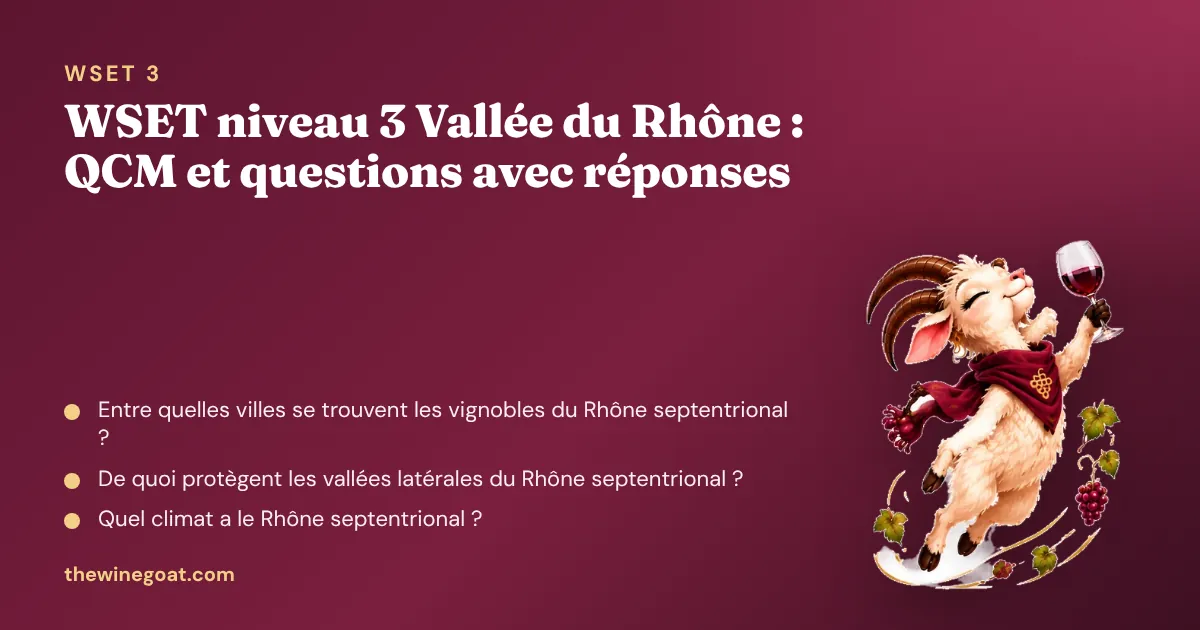 WSET 3
WSET niveau 3 Vallée du Rhône :
QCM et questions avec réponses
Entre quelles villes se trouvent les vignobles du Rhône septentrional
?
De quoi protègent les vallées latérales du Rhône septentrional ?
Quel climat a le Rhône septentrional ?
thewinegoat.com